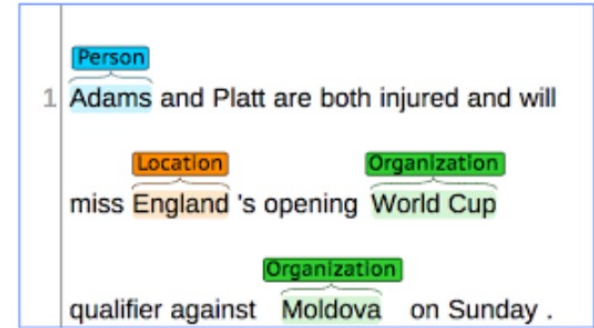 Person
1 Adams and Platt are both injured and will
Location Organization
miss England 's opening World Cup
Organization
qualifier against Moldova on Sunday .